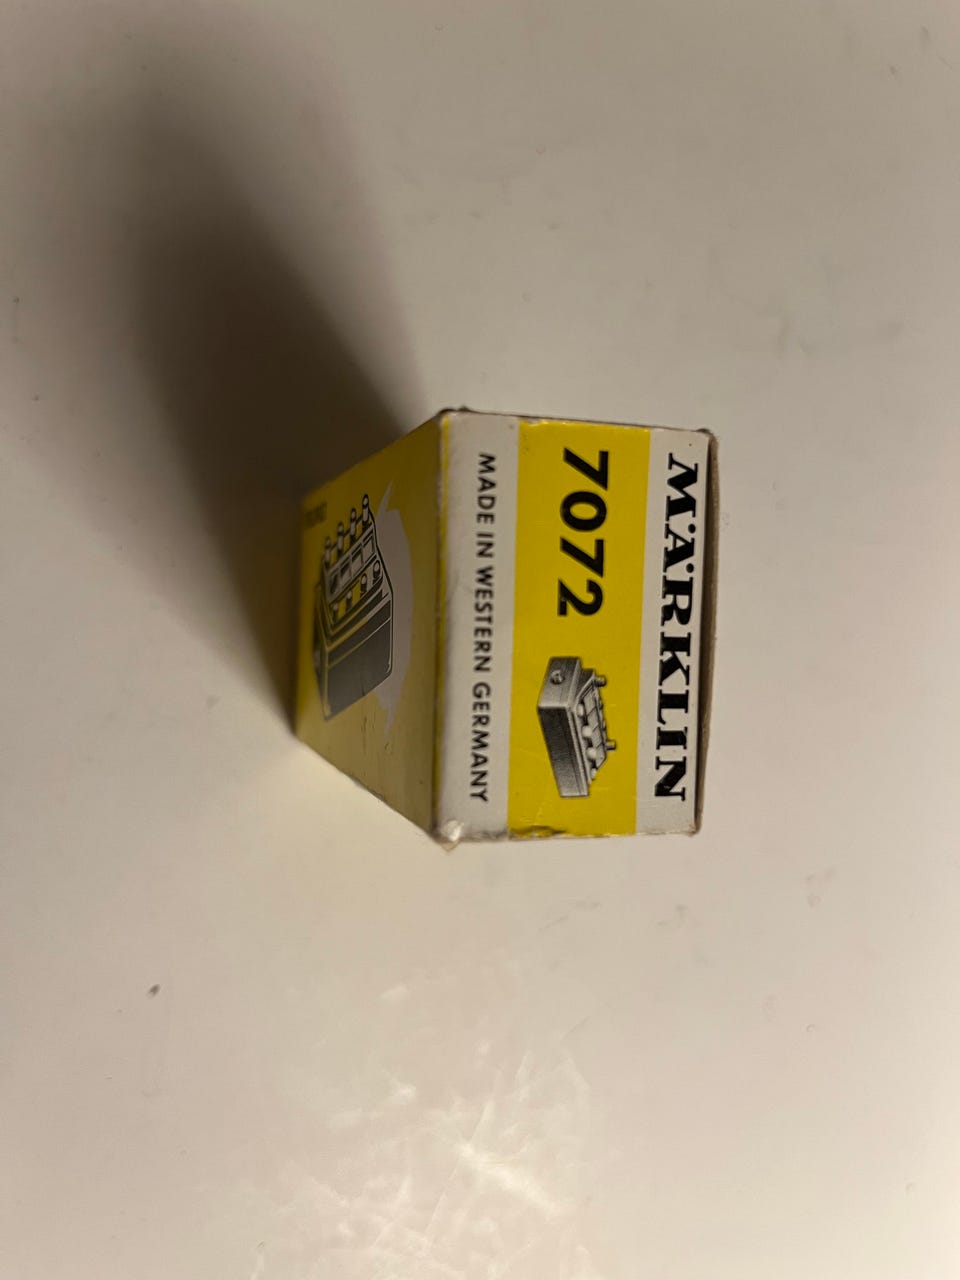 MÄRKLIN
7072
MADE IN WESTERN GERMANY